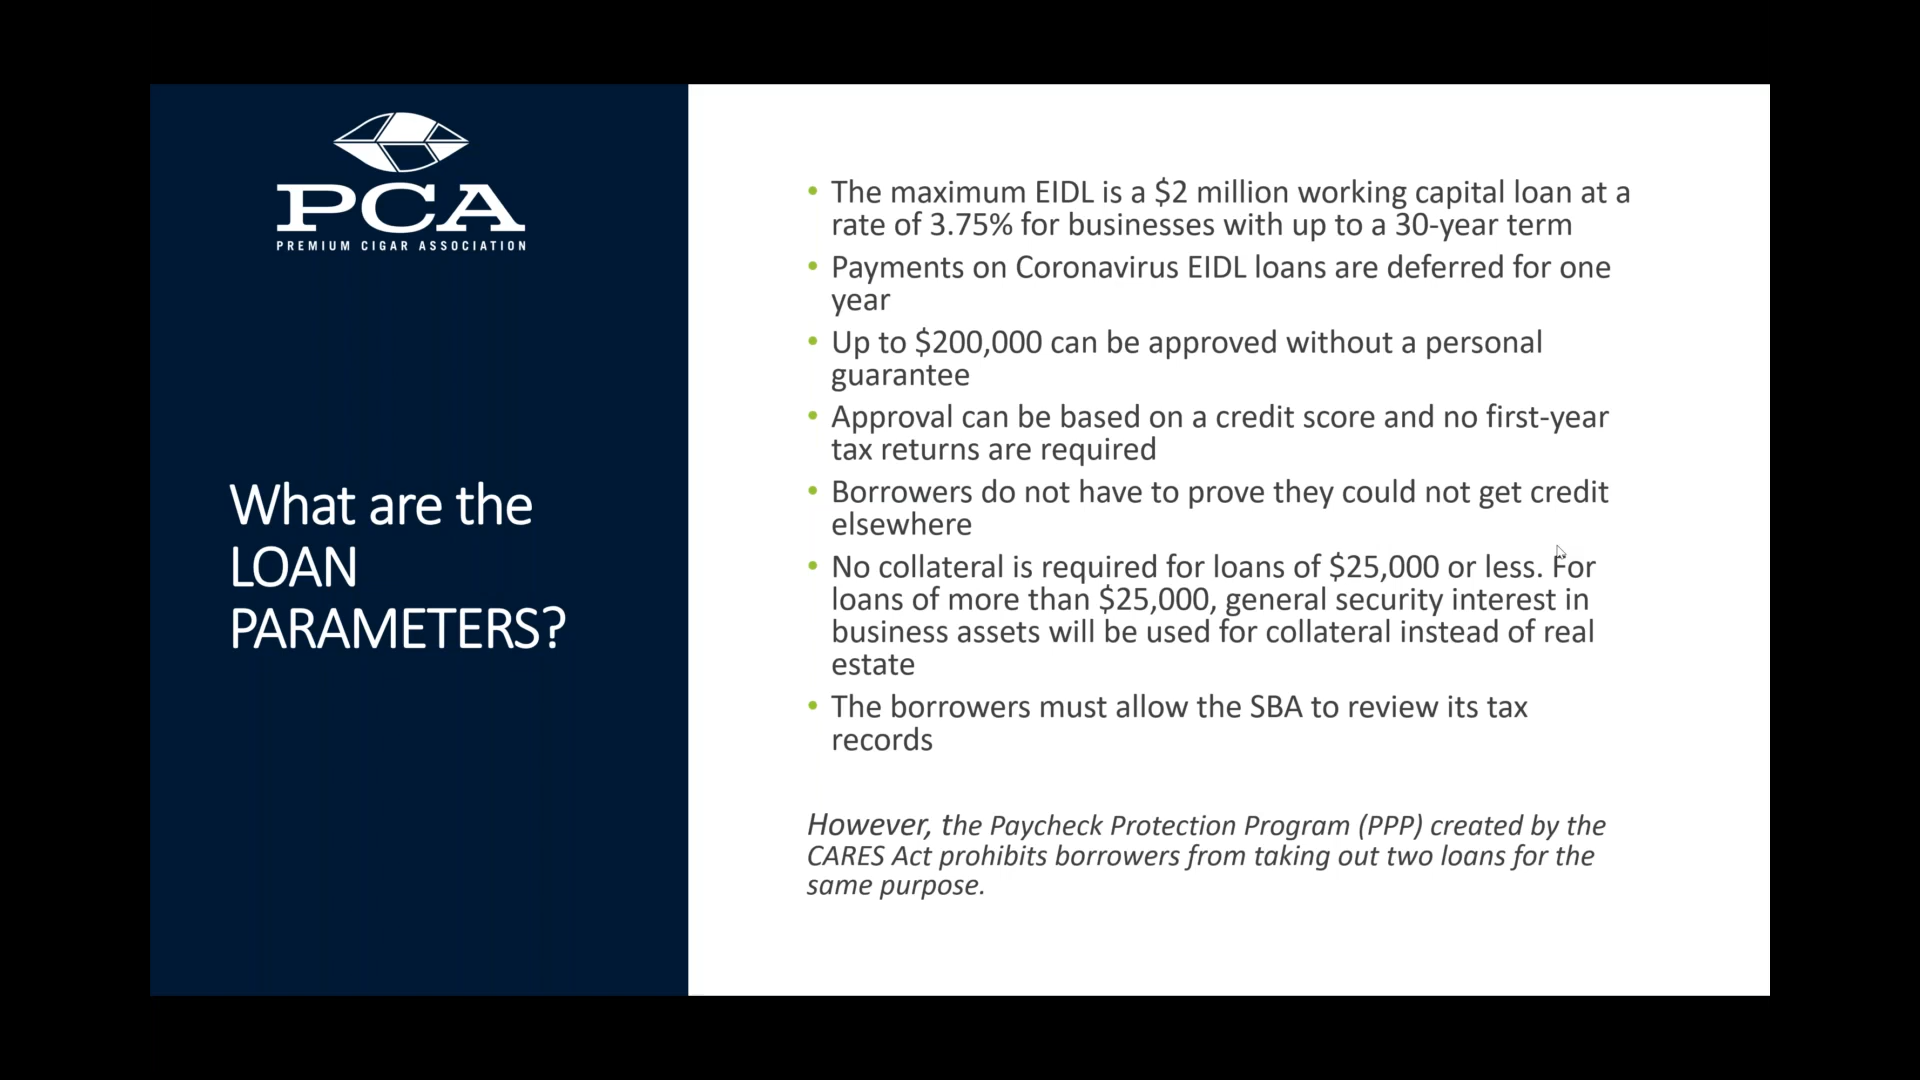 PCA
PREMIUM CIGAR ASSOCIATION
What are the
LOAN
PARAMETERS?
• The maximum EIDL is a $2 million working capital loan at a
rate of 3.75% for businesses with up to a 30-year term
• Payments on Coronavirus EIDL loans are deferred for one
year
• Up to $200,000 can be approved without a personal
guarantee
• Approval can be based on a credit score and no first-year
tax returns are required
• Borrowers do not have to prove they could not get credit
elsewhere
• No collateral is required for loans of $25,000 or less. For
loans of more than $25,000, general security interest in
business assets will be used for collateral instead of real
estate
• The borrowers must allow the SBA to review its tax
records
However, the Paycheck Protection Program (PPP) created by the
CARES Act prohibits borrowers from taking out two loans for the
same purpose.